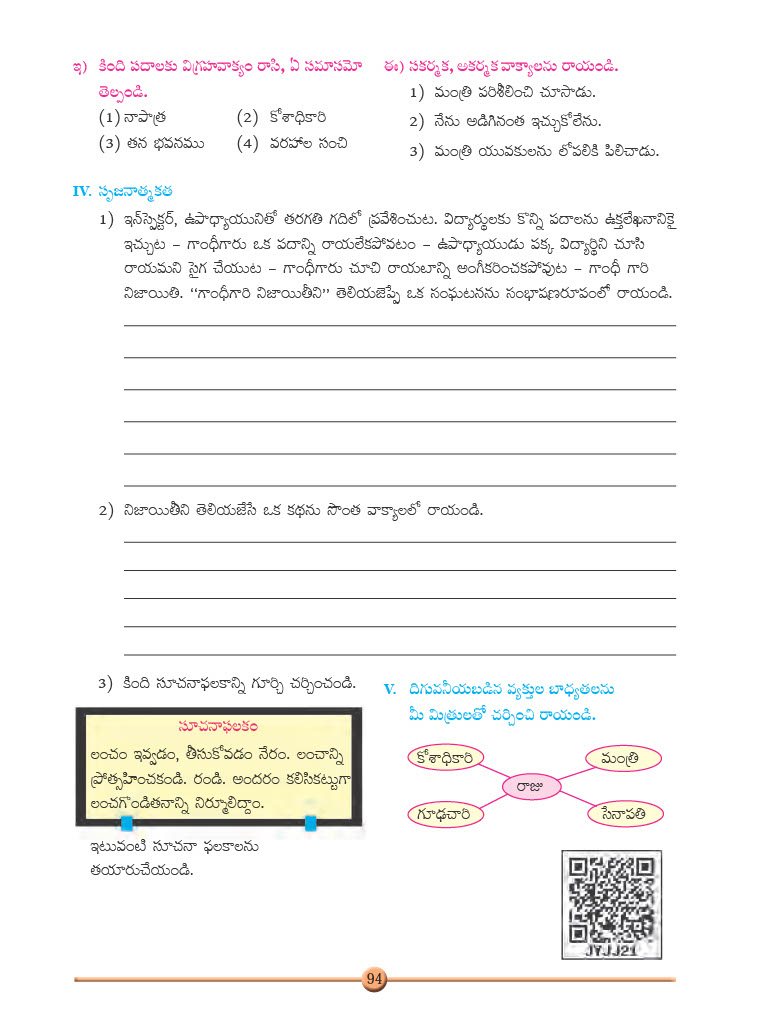 ఇ) కింది పదాలకు విగ్రహవాక్యం రాసి, ఏ సమాసమో
తెల్పండి.
(1) నాపాత్ర (2) కోశాధికారి
(3) తన భవనము (4) వరహాల సంచి
ఈ) సకర్మక, అకర్మక వాక్యాలను రాయండి.
1) మంత్రి పరిశీలించి చూసాడు.
2) నేను అడిగినంత ఇచ్చుకోలేను.
3) మంత్రి యువకులను లోపలికి పిలిచాడు.
IV. సృజనాత్మకత
1) ఇన్‌స్పెక్టర్, ఉపాధ్యాయునితో తరగతి గదిలో ప్రవేశించుట. విద్యార్థులకు కొన్ని పదాలను ఉక్తలేఖనానికై
ఇచ్చుట – గాంధీగారు ఒక పదాన్ని రాయలేకపోవటం – ఉపాధ్యాయుడు పక్క విద్యార్థిని చూసి
రాయమని సైగ చేయుట – గాంధీగారు చూచి రాయటాన్ని అంగీకరించకపోవుట – గాంధీ గారి
నిజాయితి. “గాంధీగారి నిజాయితీని” తెలియజెప్పే ఒక సంఘటనను సంభాషణరూపంలో రాయండి.
2) నిజాయితీని తెలియజేసే ఒక కథను సొంత వాక్యాలలో రాయండి.
3) కింది సూచనాఫలకాన్ని గూర్చి చర్చించండి.
సూచనాఫలకం
లంచం ఇవ్వడం, తీసుకోవడం నేరం. లంచాన్ని
ప్రోత్సహించకండి. రండి. అందరం కలిసికట్టుగా
లంచగొండితనాన్ని నిర్మూలిద్దాం.
ఇటువంటి సూచనా ఫలకాలను
తయారుచేయండి.
V. దిగువనీయబడిన వ్యక్తుల బాధ్యతలను
మీ మిత్రులతో చర్చించి రాయండి.
కోశాధికారి మంత్రి
రాజు
గూఢచారి సేనాపతి
JYJJ21
94